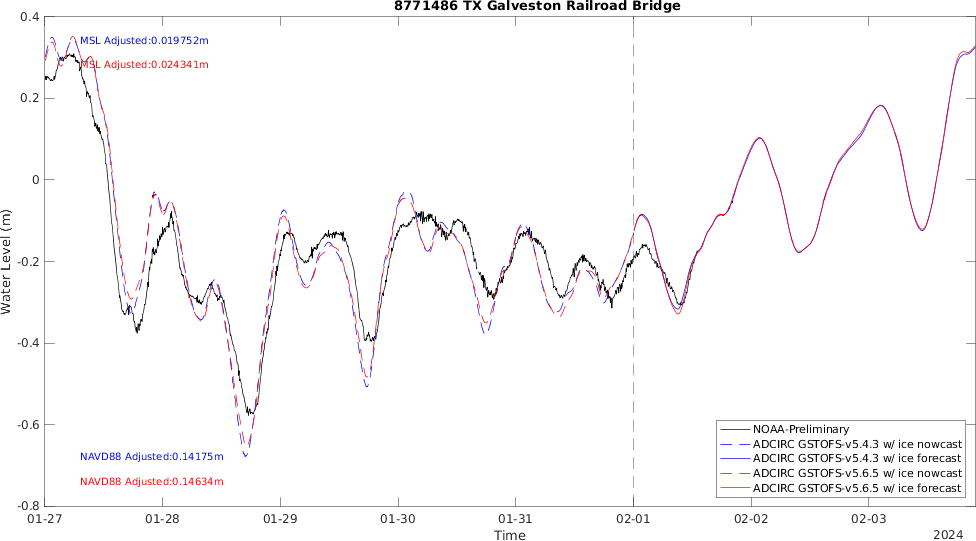 8771486 TX Galveston Railroad Bridge
0.4
0.2
0
-0.2
-0.4
-0.6
-0.8
Water Level (m)
MSL Adjusted:0.019752m
MSL Adjusted:0.024341m
NAVD88 Adjusted:0.14175m
NAVD88 Adjusted:0.14634m
NOAA-Preliminary
ADCIRC GSTOFS-v5.4.3 w/ ice nowcast
ADCIRC GSTOFS-v5.4.3 w/ ice forecast
ADCIRC GSTOFS-v5.6.5 w/ ice nowcast
ADCIRC GSTOFS-v5.6.5 w/ ice forecast
01-27 01-28 01-29 01-30 01-31 02-01 02-02 02-03
Time
2024